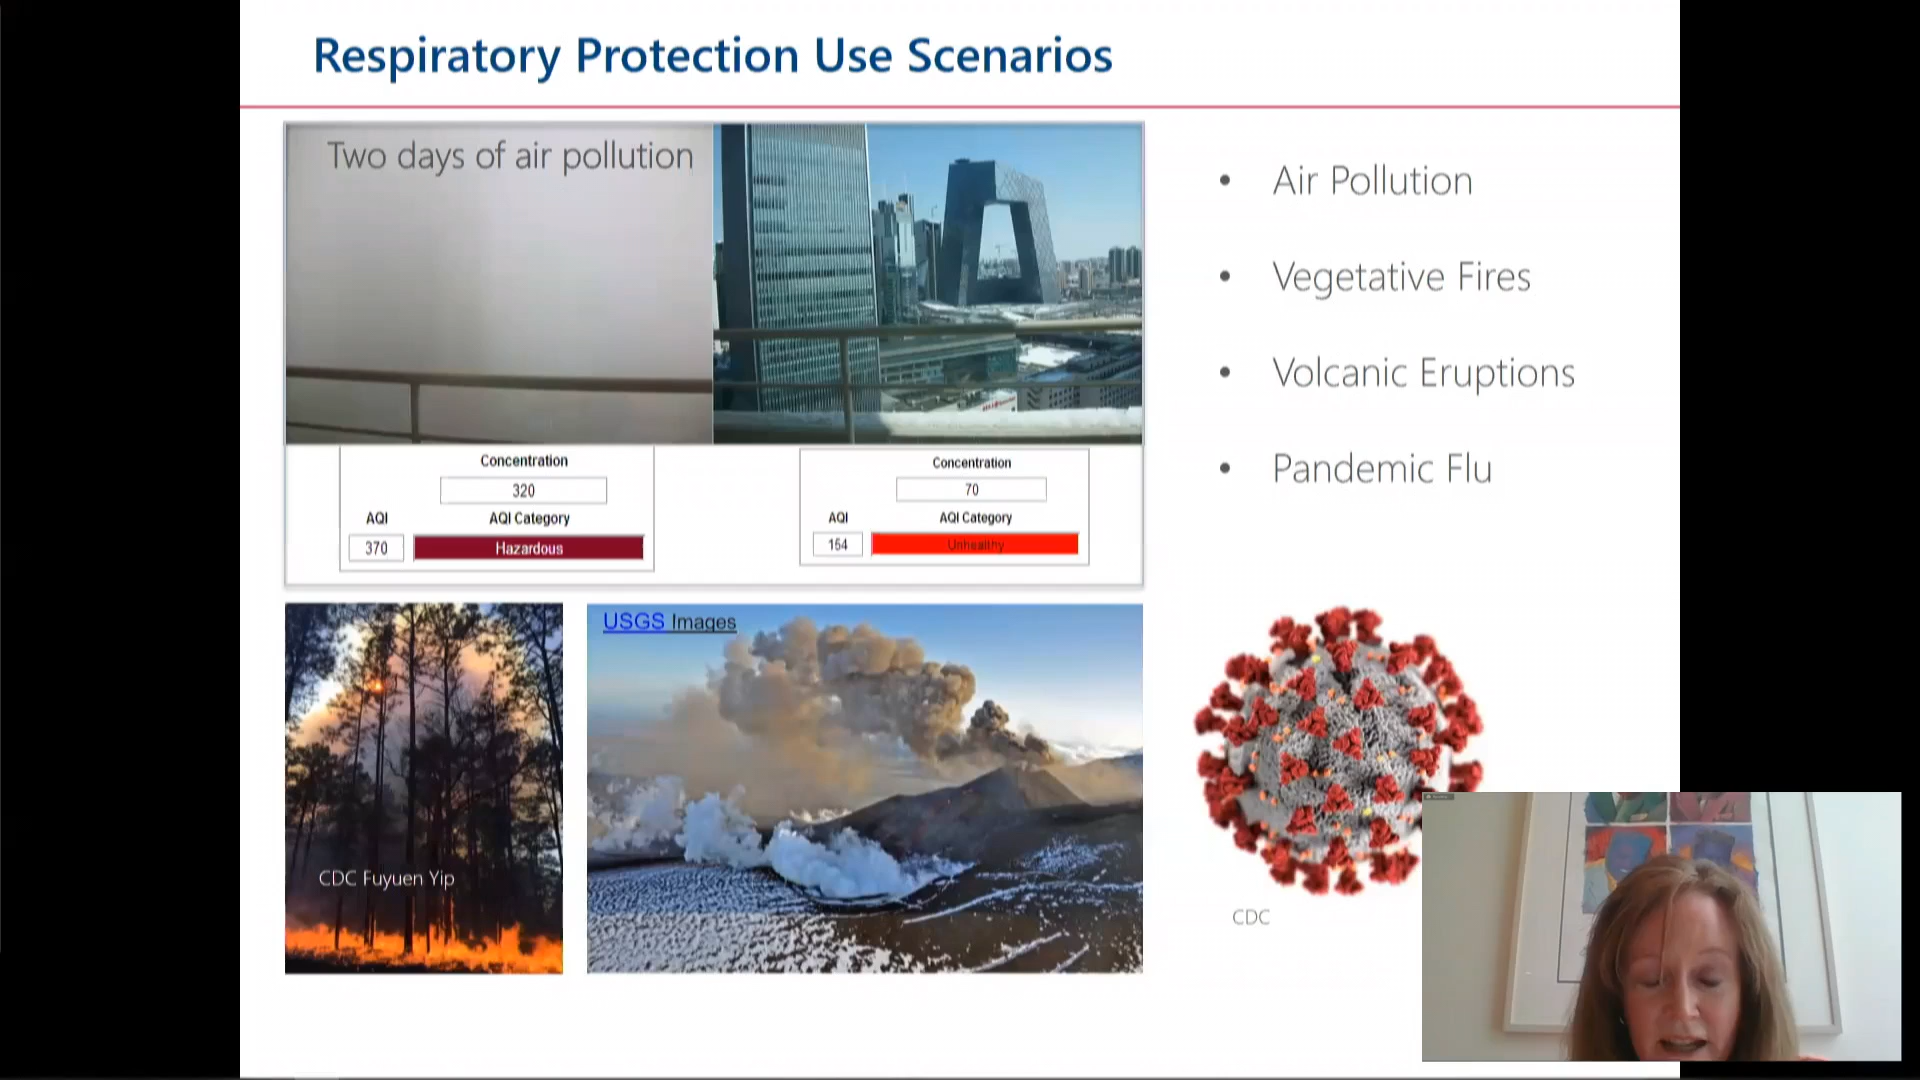 Respiratory Protection Use Scenarios
Two days of air pollution
Concentration
320
AQI
AQI Category
370
Hazardous
Concentration
70
AQI
AQI Category
154
Unhealthy
• Air Pollution
• Vegetative Fires
• Volcanic Eruptions
• Pandemic Flu
CDC Fuyuen Yip
USGS Images
CDC